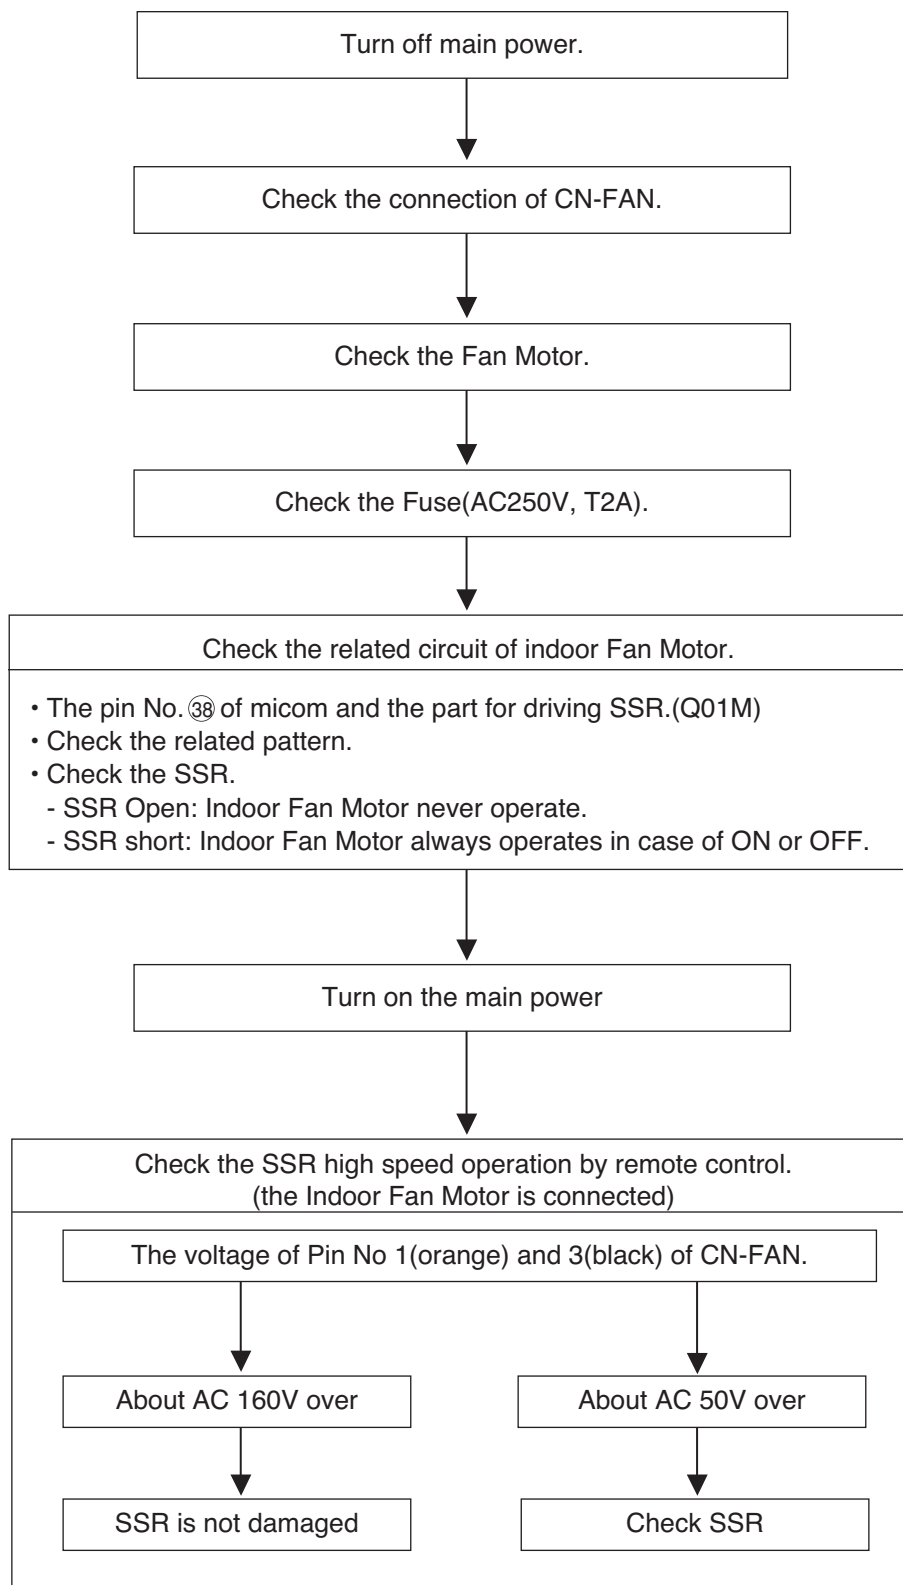 Turn off main power.
Check the connection of CN-FAN.
Check the Fan Motor.
Check the Fuse(AC250V, T2A).
Check the related circuit of indoor Fan Motor.
• The pin No. ㊳ of micom and the part for driving SSR.(Q01M)
• Check the related pattern.
• Check the SSR.
- SSR Open: Indoor Fan Motor never operate.
- SSR short: Indoor Fan Motor always operates in case of ON or OFF.
Turn on the main power
Check the SSR high speed operation by remote control.
(the Indoor Fan Motor is connected)
The voltage of Pin No 1(orange) and 3(black) of CN-FAN.
About AC 160V over
About AC 50V over
SSR is not damaged
Check SSR